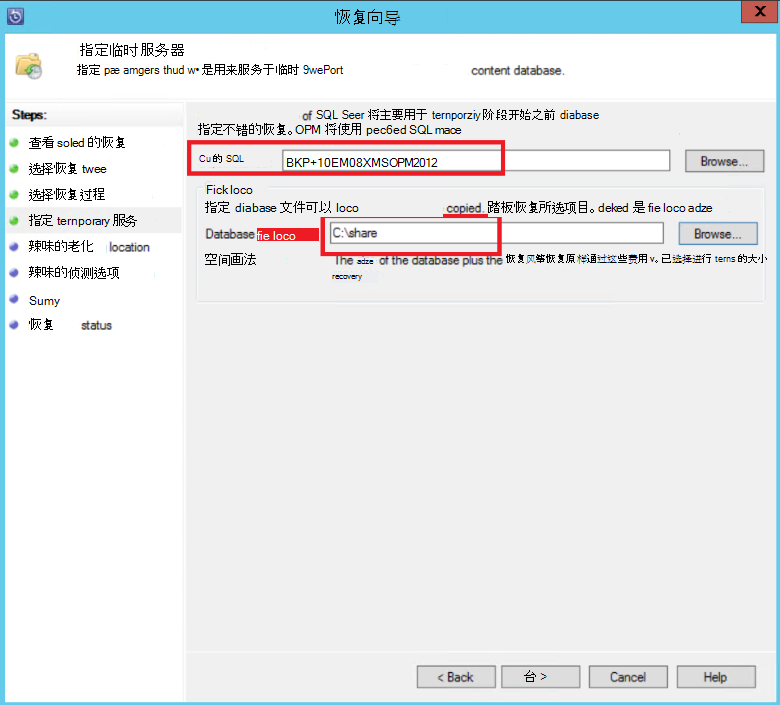 恢复向导
X
指定临时服务器
指定 pæ amgers thud w• 是用来服务于临时 9wePort content database.
Steps:
查看 soled 的恢复
选择恢复 twee
选择恢复过程
指定 ternporary 服务
辣味的老化 location
辣味的侦测选项
Sumy
恢复 status
of SQL Seer 将主要用于 ternporziy 阶段开始之前 diabase
指定不错的恢复。OPM 将使用 pec6ed SQL mace
Cu的 SQL BKP+10EM08XMSOPM2012 Browse...
Fick loco
指定 diabase 文件可以 loco copied. 踏板恢复所选项目。deked 是 fie loco adze
Database fie loco C:\share Browse...
空间画法 The adze of the database plus the 恢复风够恢复原样通过这些费用 v。已选择进行 terns 的大小
recovery
< Back 台 > Cancel Help